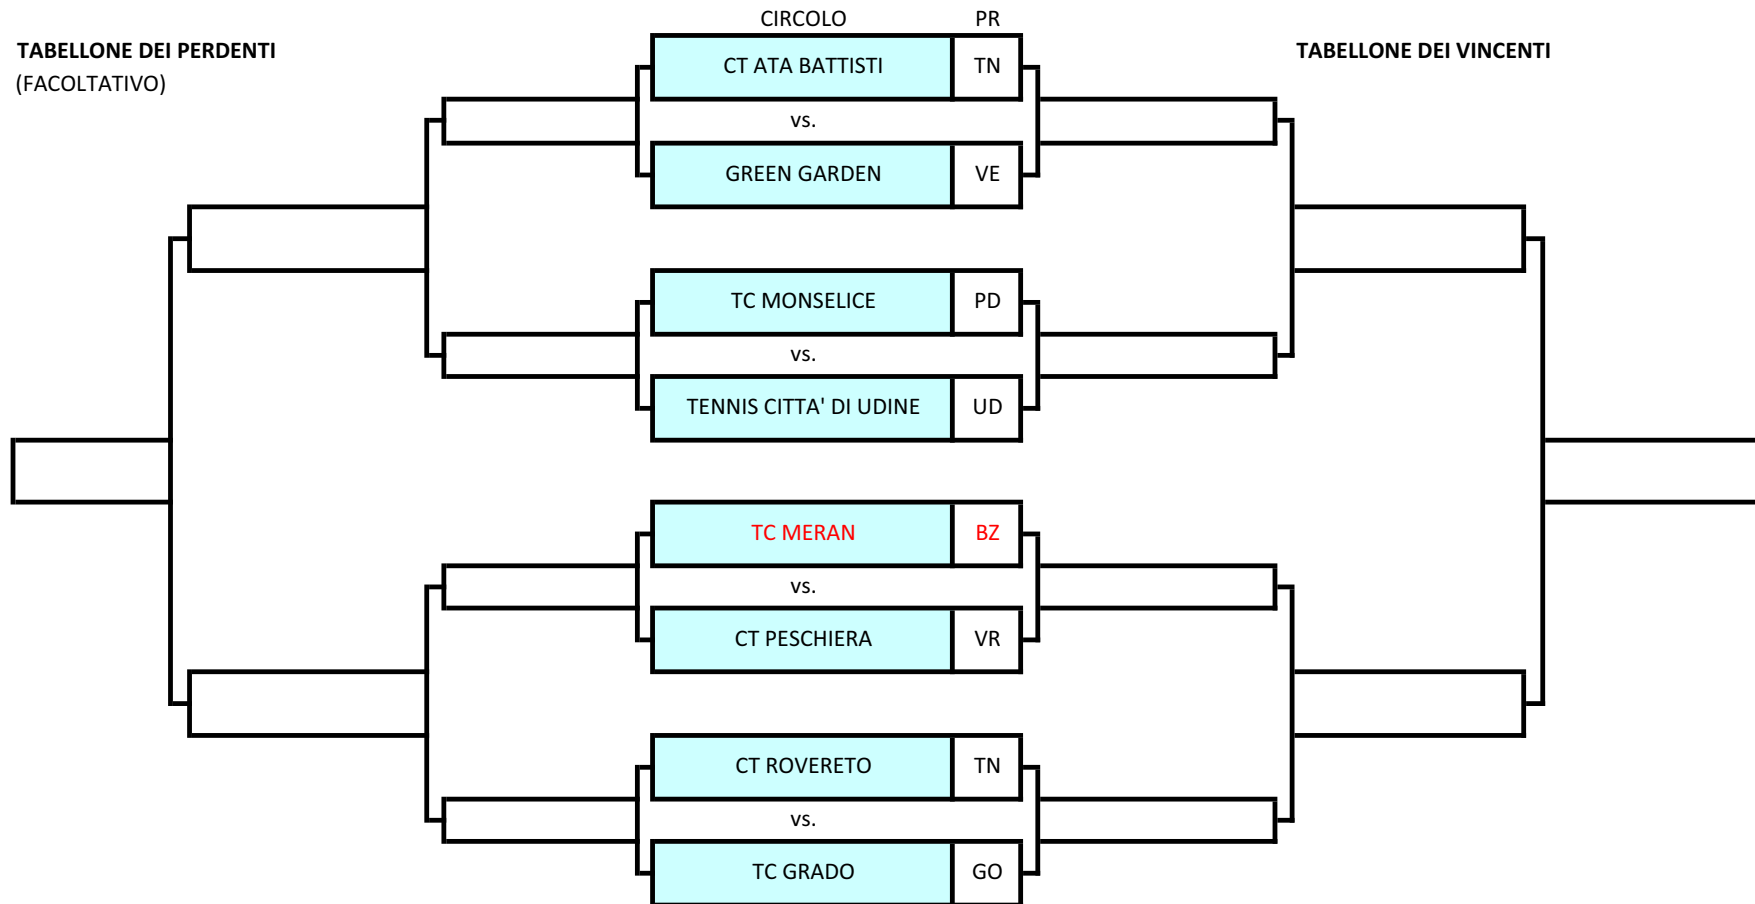 CIRCOLO PR
TABELLONE DEI PERDENTI
(FACOLTATIVO)
TABELLONE DEI VINCENTI
CT ATA BATTISTI TN
vs.
GREEN GARDEN VE
TC MONSELICE PD
vs.
TENNIS CITTA' DI UDINE UD
TC MERAN BZ
vs.
CT PESCHIERA VR
CT ROVERETO TN
vs.
TC GRADO GO